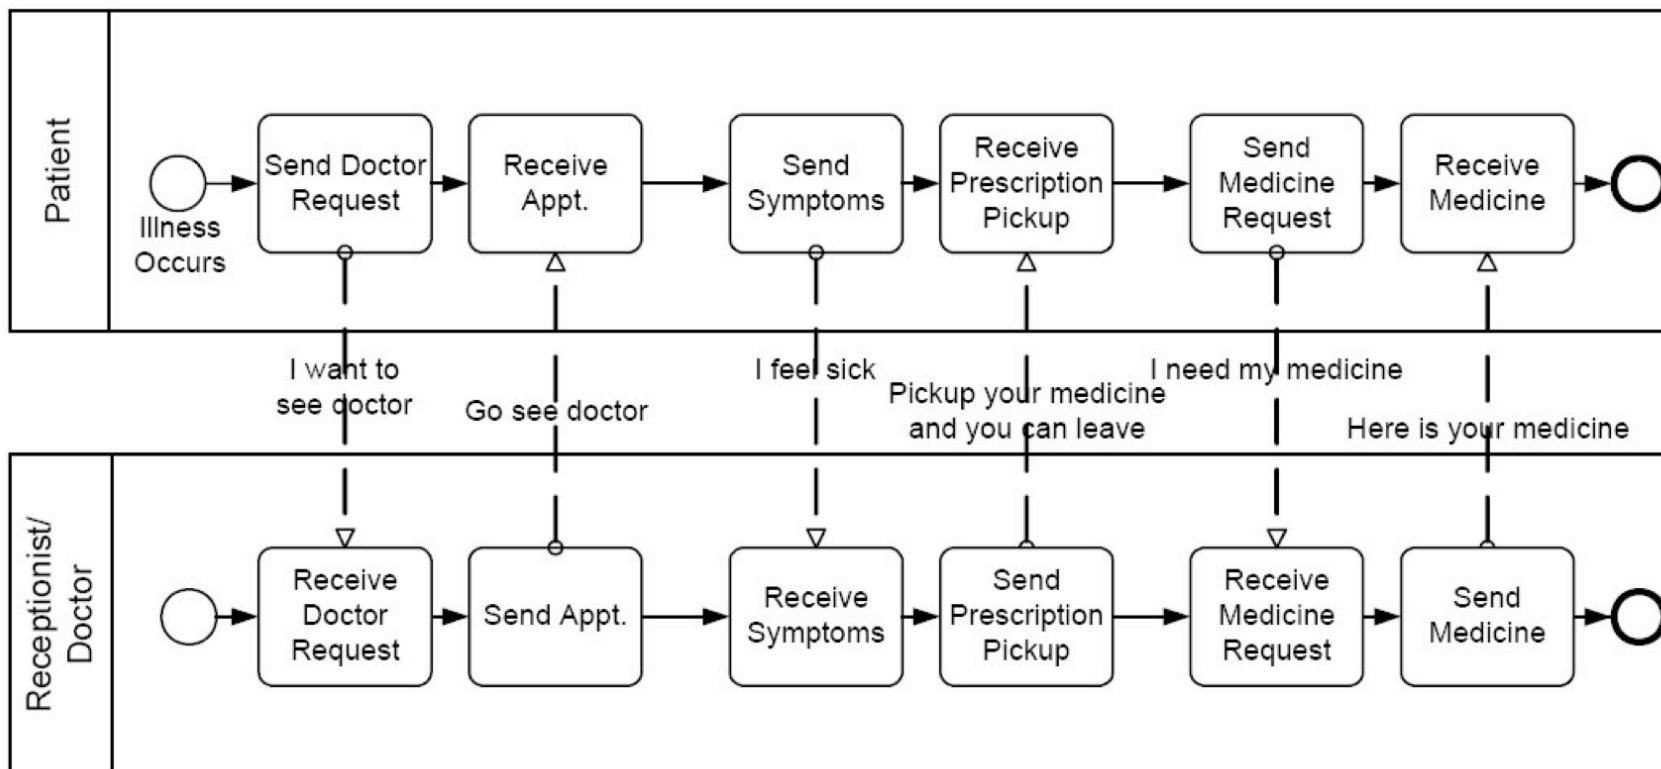 Patient
Illness
Occurs
Send Doctor
Request
Receive
Appt.
Send
Symptoms
Receive
Prescription
Pickup
Send
Medicine
Request
Receive
Medicine
I want to
see doctor
Go see doctor
I feel sick
Pickup your medicine
and you can leave
I need my medicine
Here is your medicine
Receptionist/
Doctor
Receive
Doctor
Request
Send Appt.
Receive
Symptoms
Send
Prescription
Pickup
Receive
Medicine
Request
Send
Medicine